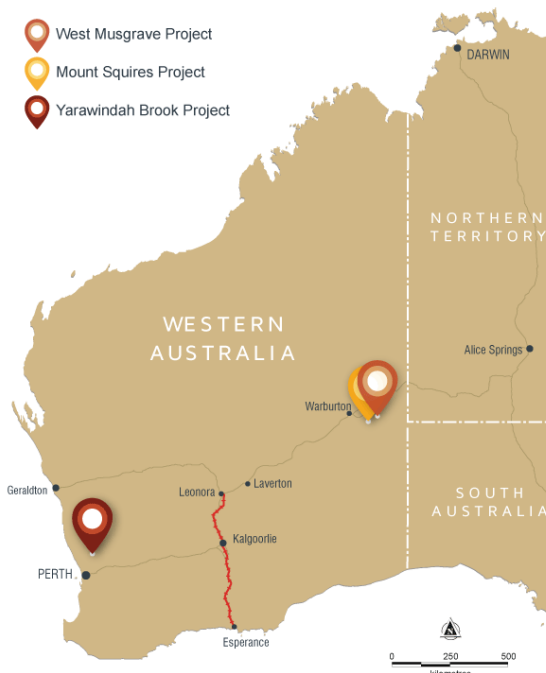 West Musgrave Project
Mount Squires Project
Yarawindah Brook Project
DARWIN
NORTHERN
TERRITORY
WESTERN
AUSTRALIA
Alice Springs
Warburton
Laverton
Leonora
Geraldton
SOUTH
AUSTRALIA
Kalgoorlie
PERTH
Esperance
N
0 250 500
kilometres